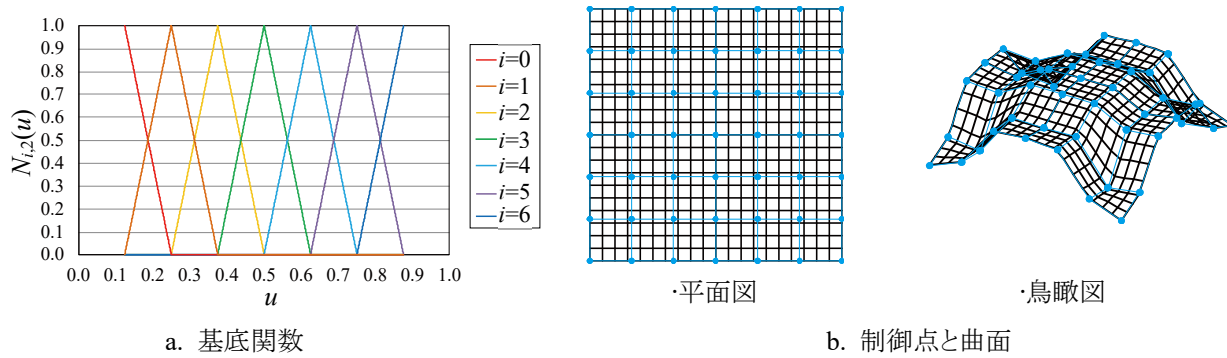 1.0
0.9
0.8
0.7
0.6
0.5
0.4
0.3
0.2
0.1
0.0
N_{i,2}(u)
0.0 0.1 0.2 0.3 0.4 0.5 0.6 0.7 0.8 0.9 1.0
u
i=0
i=1
i=2
i=3
i=4
i=5
i=6
·平面図
·鳥瞰図
a. 基底関数
b. 制御点と曲面